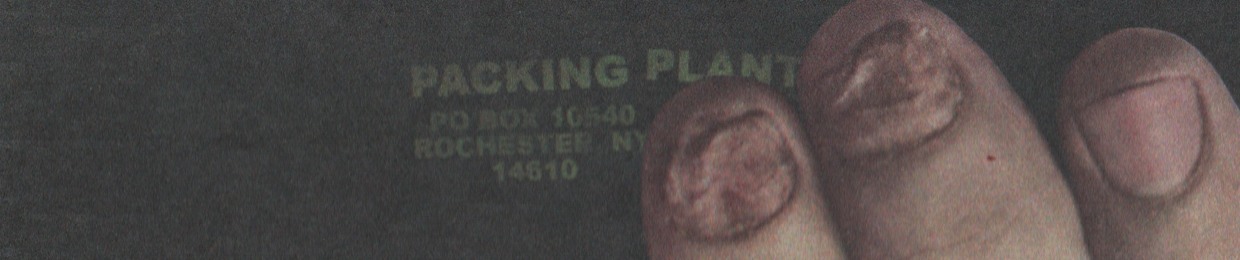 PACKING PLANT
PO BOX 10540
ROCHESTER NY
14610